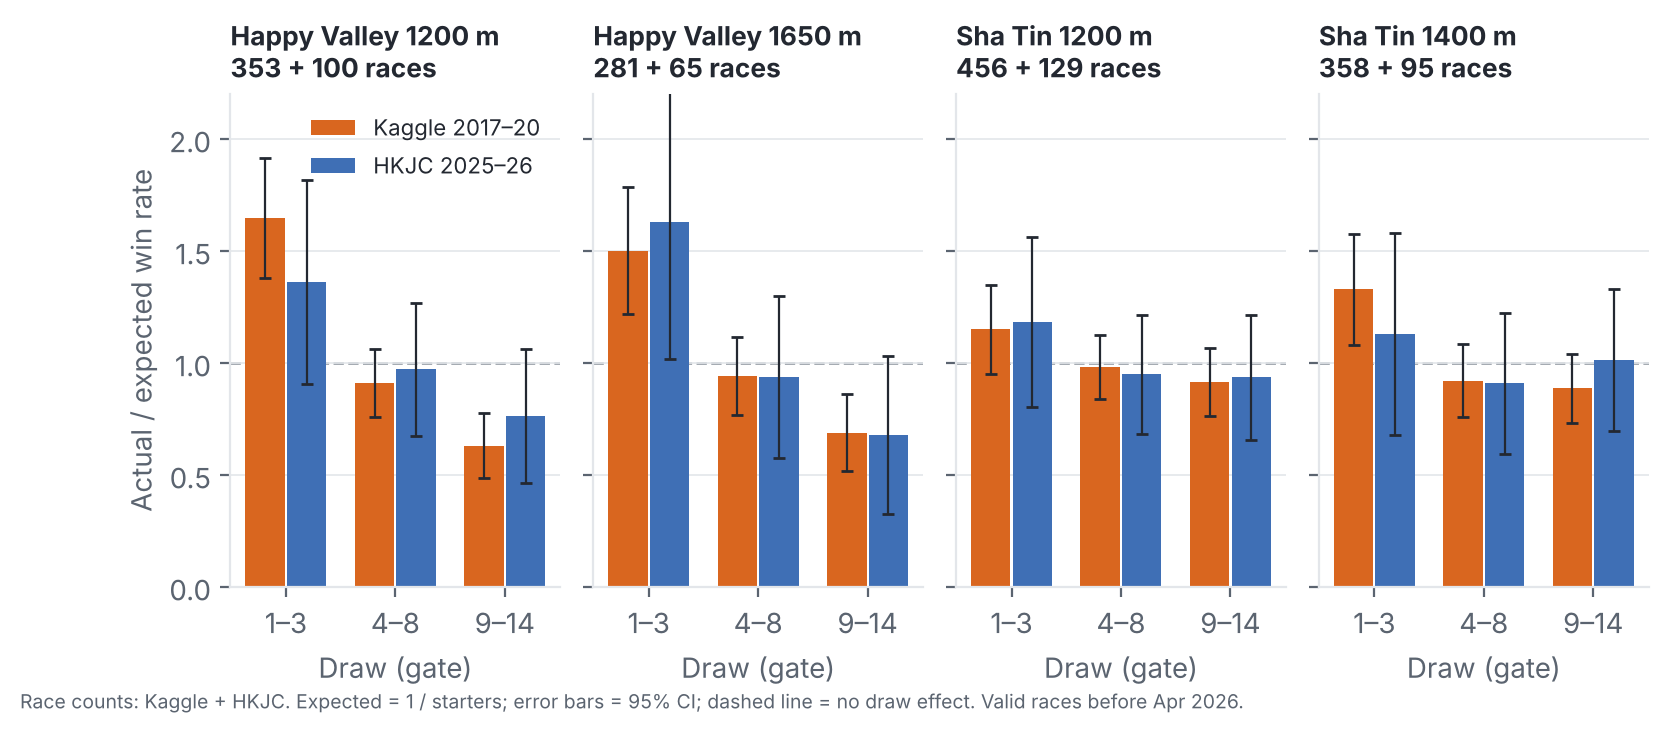 Happy Valley 1200 m
353 + 100 races
Happy Valley 1650 m
281 + 65 races
Sha Tin 1200 m
456 + 129 races
Sha Tin 1400 m
358 + 95 races
Kaggle 2017–20
HKJC 2025–26
Actual / expected win rate
2.0
1.5
1.0
0.5
0.0
1–3 4–8 9–14
1–3 4–8 9–14
1–3 4–8 9–14
1–3 4–8 9–14
Draw (gate)
Draw (gate)
Draw (gate)
Draw (gate)
Race counts: Kaggle + HKJC. Expected = 1 / starters; error bars = 95% CI; dashed line = no draw effect. Valid races before Apr 2026.